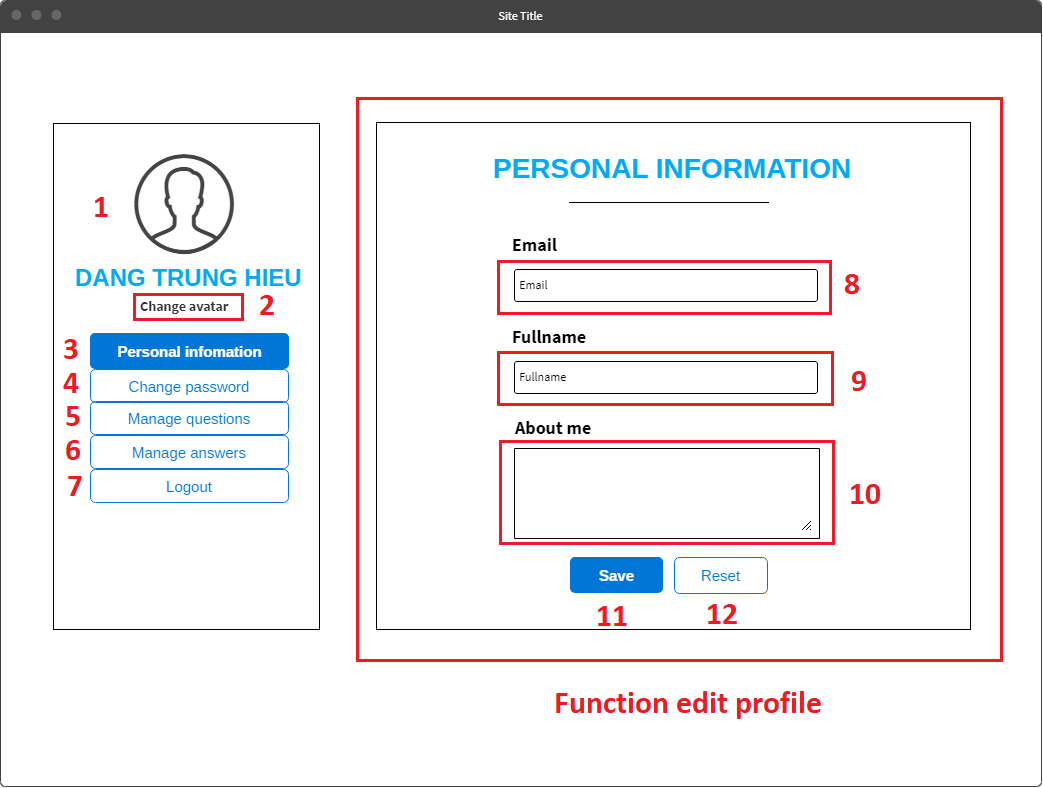 Site Title
1
DANG TRUNG HIEU
Change avatar
2
3
Personal infomation
4
Change password
5
Manage questions
6
Manage answers
7
Logout
PERSONAL INFORMATION
Email
Email
8
Fullname
Fullname
9
About me
10
Save
Reset
11
12
Function edit profile